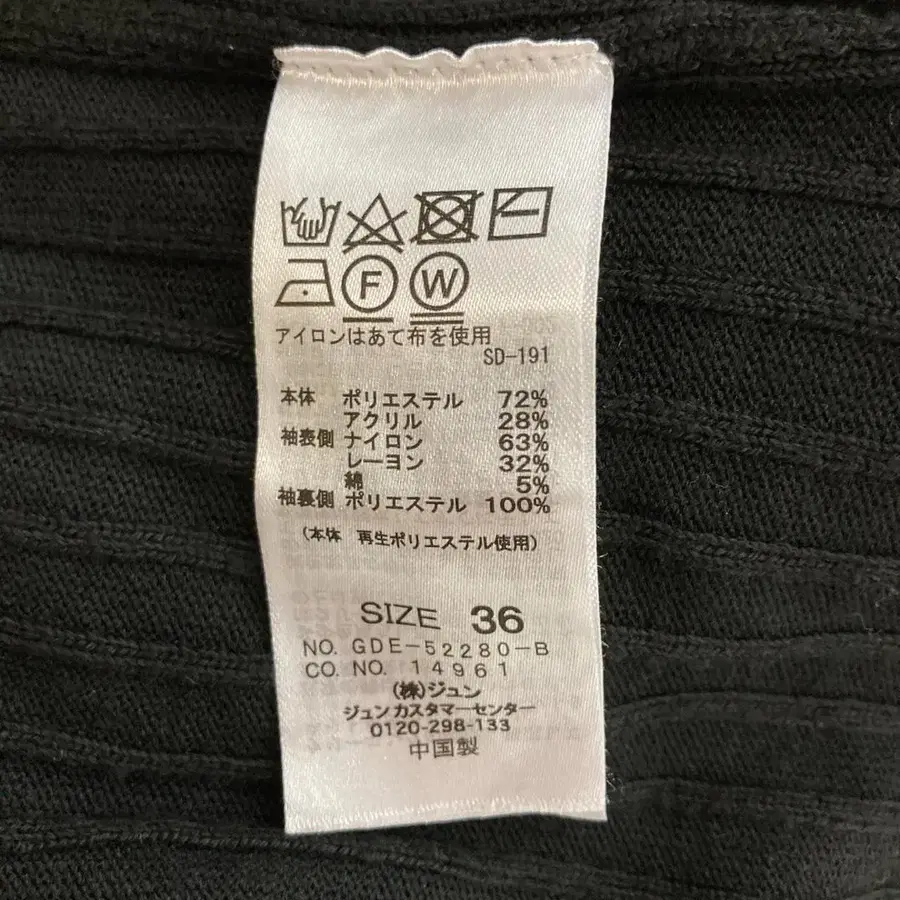 F W
アイロンはあて布を使用
SD-191
本体 ポリエステル 72%
アクリル 28%
袖表側 ナイロン 63%
レーヨン 32%
綿 5%
袖裏側 ポリエステル 100%
(本体 再生ポリエステル使用)
SIZE 36
NO. GDE-52280-B
CO. NO. 14961
(株)ジュン
ジュンカスタマーセンター
0120-298-133
中国製